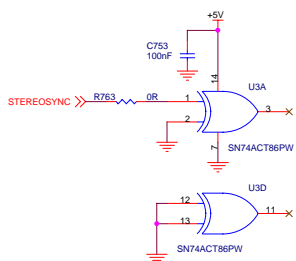 +5V
C753
100nF
14
U3A
STEREOSYNC
R763 0R
1
3
2
7
SN74ACT86PW
U3D
12
11
13
SN74ACT86PW